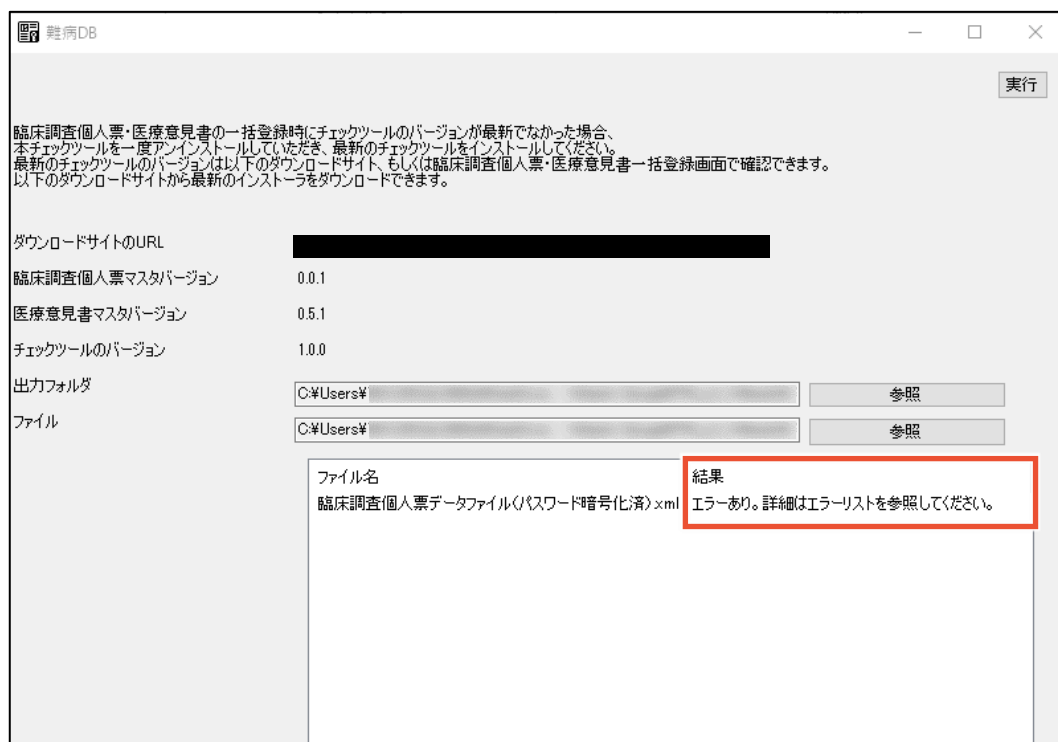 難病DB
実行
臨床調査個人票・医療意見書の一括登録時にチェックツールのバージョンが最新でなかった場合、
本チェックツールを一度アンインストールしていただき、最新のチェックツールをインストールしてください。
最新のチェックツールのバージョンは以下のダウンロードサイト、もしくは臨床調査個人票・医療意見書一括登録画面で確認できます。
以下のダウンロードサイトから最新のインストーラをダウンロードできます。
ダウンロードサイトのURL
臨床調査個人票マスタバージョン 0.0.1
医療意見書マスタバージョン 0.5.1
チェックツールのバージョン 1.0.0
出力フォルダ C:¥Users¥ 参照
ファイル C:¥Users¥ 参照
ファイル名 結果
臨床調査個人票データファイル(パスワード暗号化済).xml エラーあり。詳細はエラーリストを参照してください。